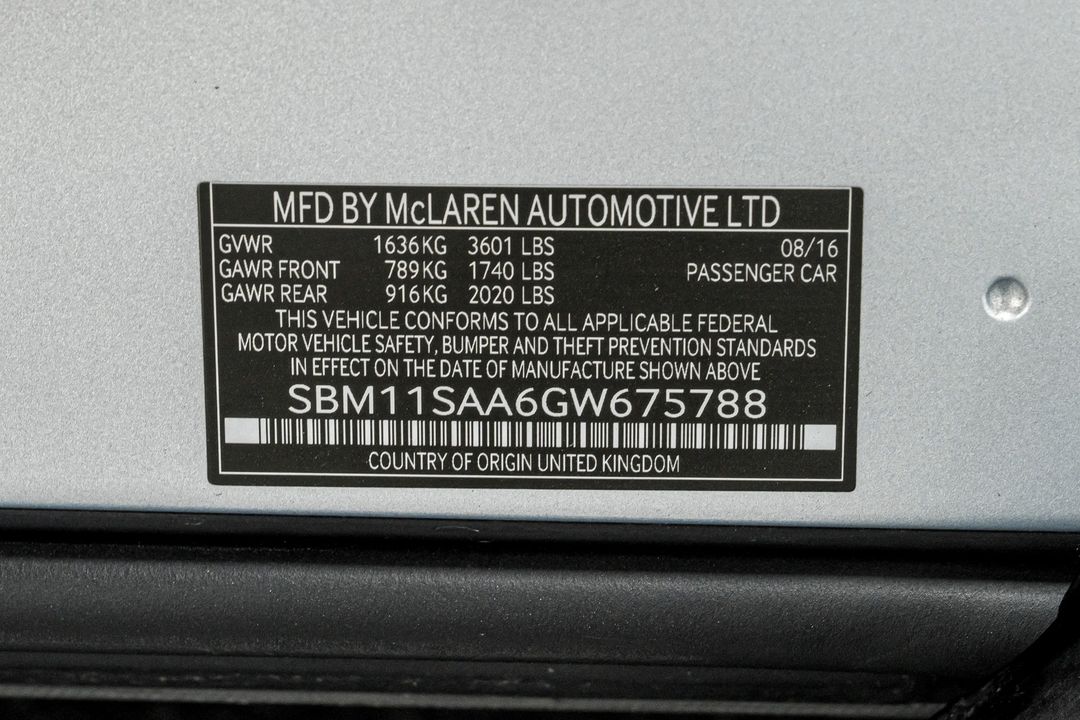 MFD BY McLAREN AUTOMOTIVE LTD
GVWR 1636KG 3601 LBS 08/16
GAWR FRONT 789KG 1740 LBS PASSENGER CAR
GAWR REAR 916KG 2020 LBS
THIS VEHICLE CONFORMS TO ALL APPLICABLE FEDERAL
MOTOR VEHICLE SAFETY, BUMPER AND THEFT PREVENTION STANDARDS
IN EFFECT ON THE DATE OF MANUFACTURE SHOWN ABOVE
SBM11SAA6GW675788
COUNTRY OF ORIGIN UNITED KINGDOM